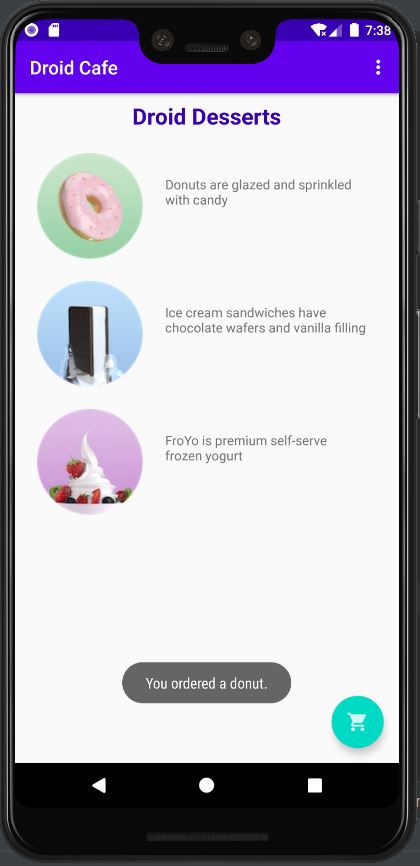 7:38
Droid Cafe
Droid Desserts
Donuts are glazed and sprinkled
with candy
Ice cream sandwiches have
chocolate wafers and vanilla filling
FroYo is premium self-serve
frozen yogurt
You ordered a donut.